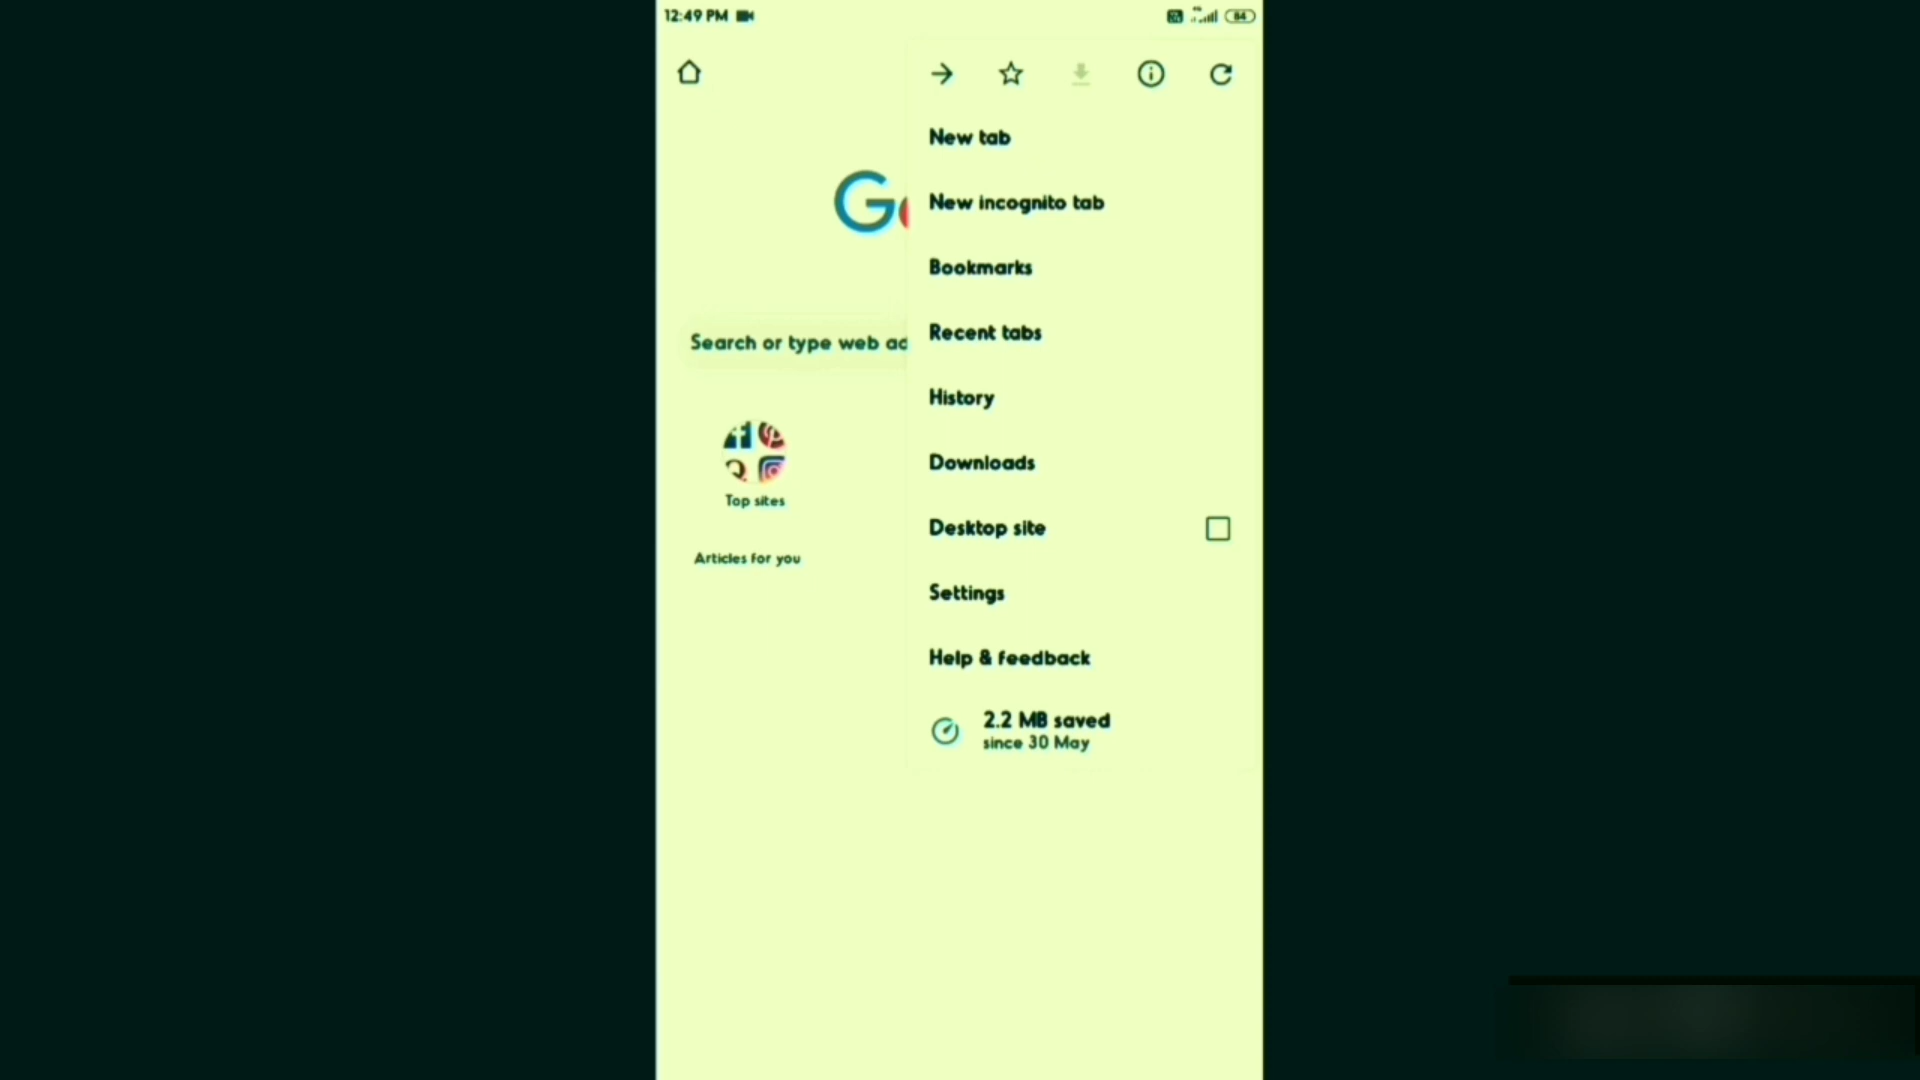 12:49 PM
84
New tab
G
New incognito tab
Bookmarks
Recent tabs
Search or type web ad
History
Downloads
Top sites
Desktop site
Articles for you
Settings
Help & feedback
2.2 MB saved
since 30 May